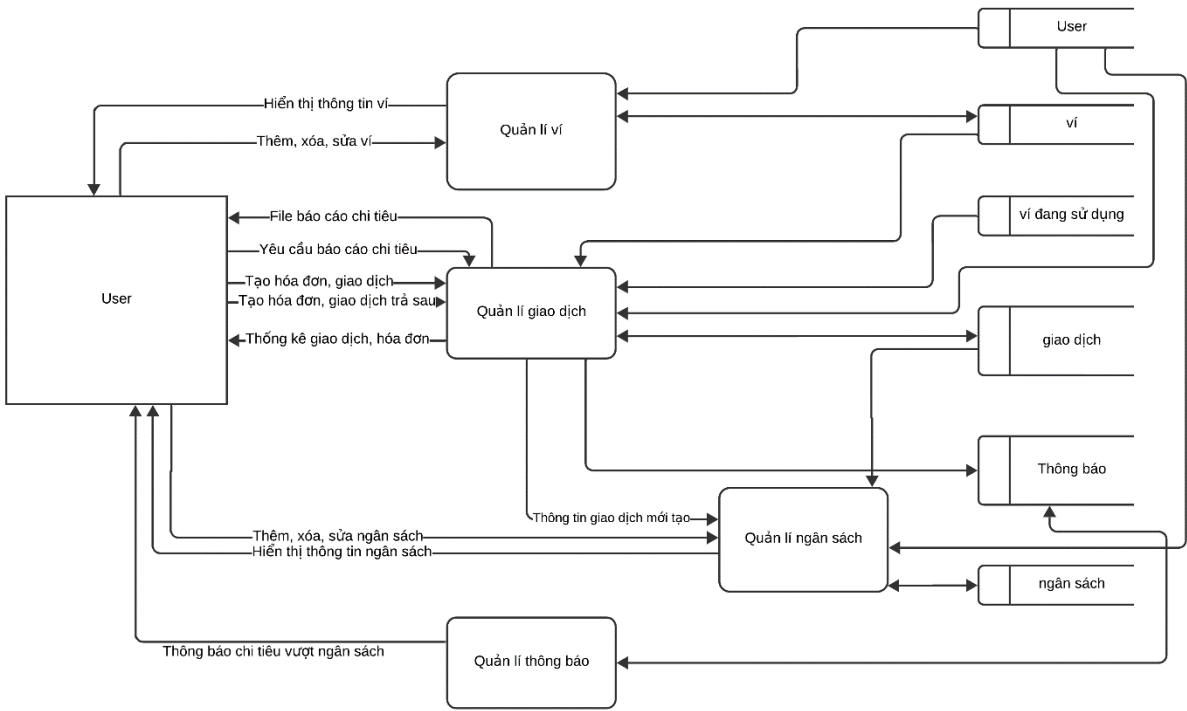 User
Hiển thị thông tin ví
Quản lí ví
ví
Thêm, xóa, sửa ví
File báo cáo chi tiêu
ví đang sử dụng
Yêu cầu báo cáo chi tiêu
Tạo hóa đơn, giao dịch
User
Tạo hóa đơn, giao dịch trả sau
Quản lí giao dịch
Thống kê giao dịch, hóa đơn
giao dịch
Thông báo
Thông tin giao dịch mới tạo
Thêm, xóa, sửa ngân sách
Quản lí ngân sách
Hiển thị thông tin ngân sách
ngân sách
Thông báo chi tiêu vượt ngân sách
Quản lí thông báo